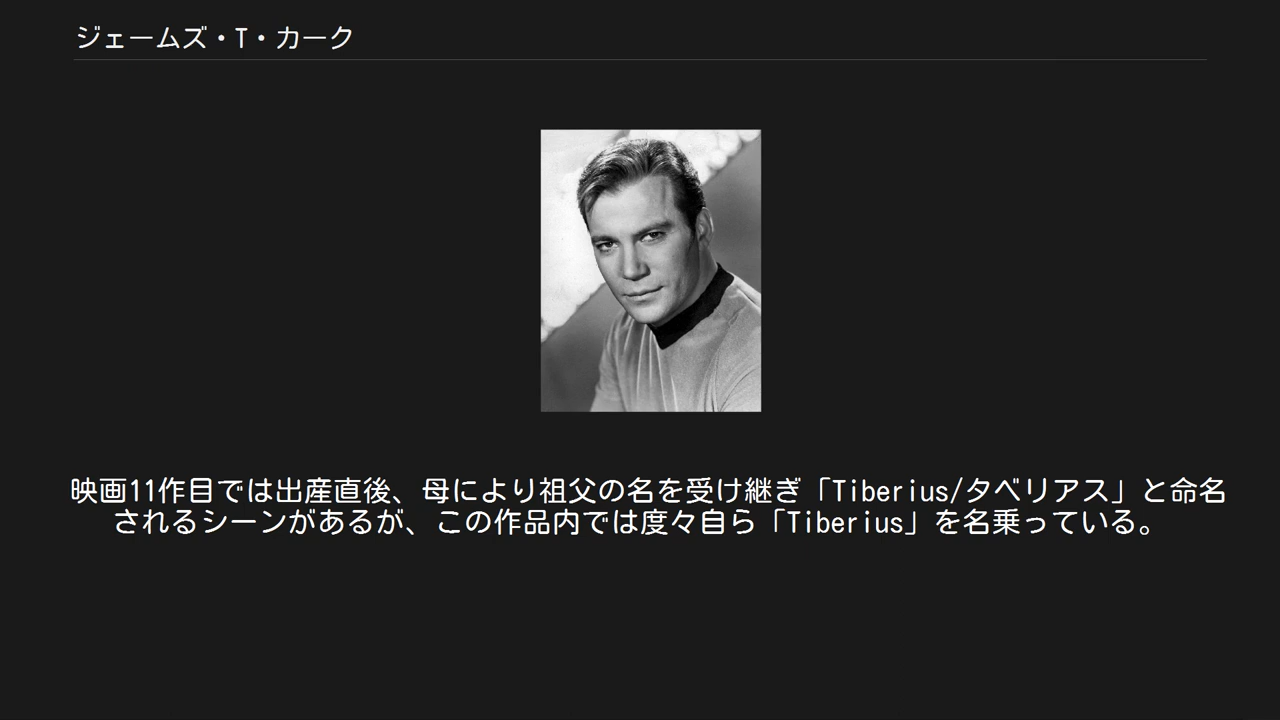 ジェームズ・T・カーク
映画11作目では出産直後、母により祖父の名を受け継ぎ「Tiberius/タベリアス」と命名
されるシーンがあるが、この作品内では度々自ら「Tiberius」を名乗っている。